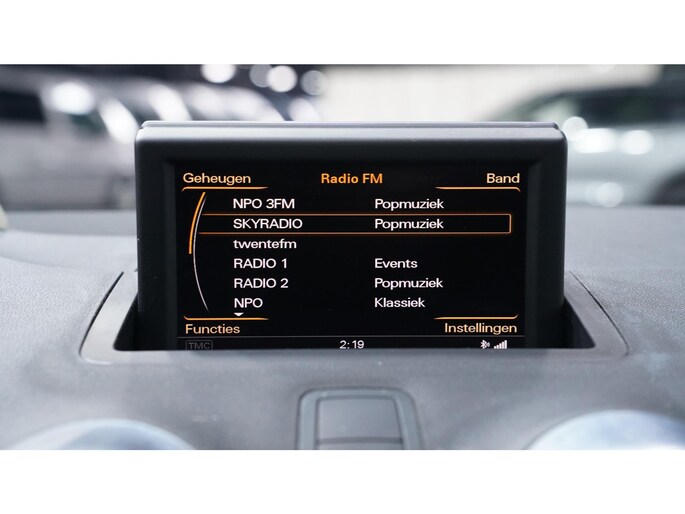 Geheugen Radio FM Band
NPO 3FM Popmuziek
SKYRADIO Popmuziek
twentefm
RADIO 1 Events
RADIO 2 Popmuziek
NPO Klassiek
Functies Instellingen
TMC 2:19